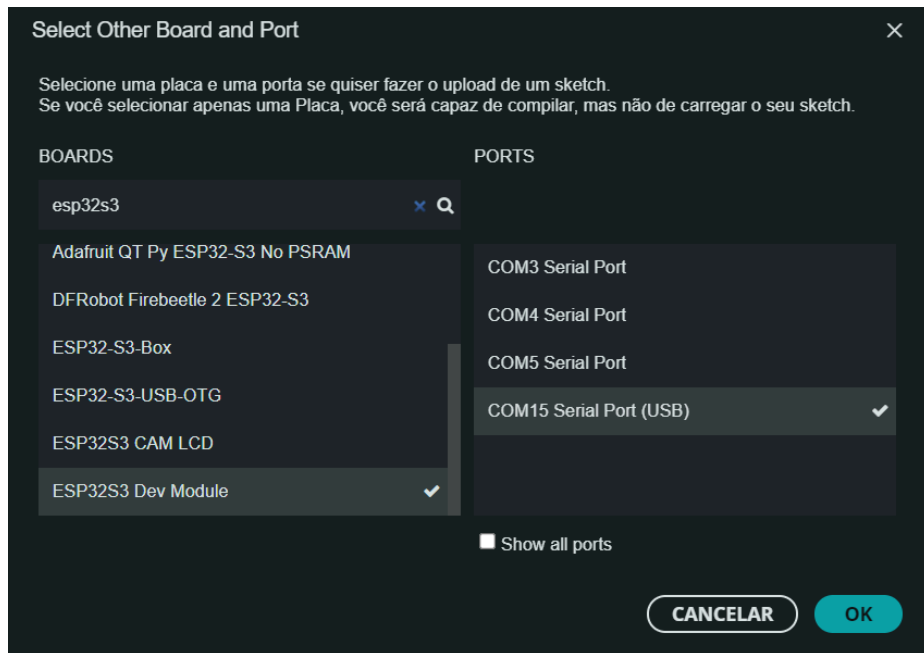 Select Other Board and Port
Selecione uma placa e uma porta se quiser fazer o upload de um sketch.
Se você selecionar apenas uma Placa, você será capaz de compilar, mas não de carregar o seu sketch.
BOARDS
esp32s3
Adafruit QT Py ESP32-S3 No PSRAM
DFRobot Firebeetle 2 ESP32-S3
ESP32-S3-Box
ESP32-S3-USB-OTG
ESP32S3 CAM LCD
ESP32S3 Dev Module
PORTS
COM3 Serial Port
COM4 Serial Port
COM5 Serial Port
COM15 Serial Port (USB)
Show all ports
CANCELAR
OK